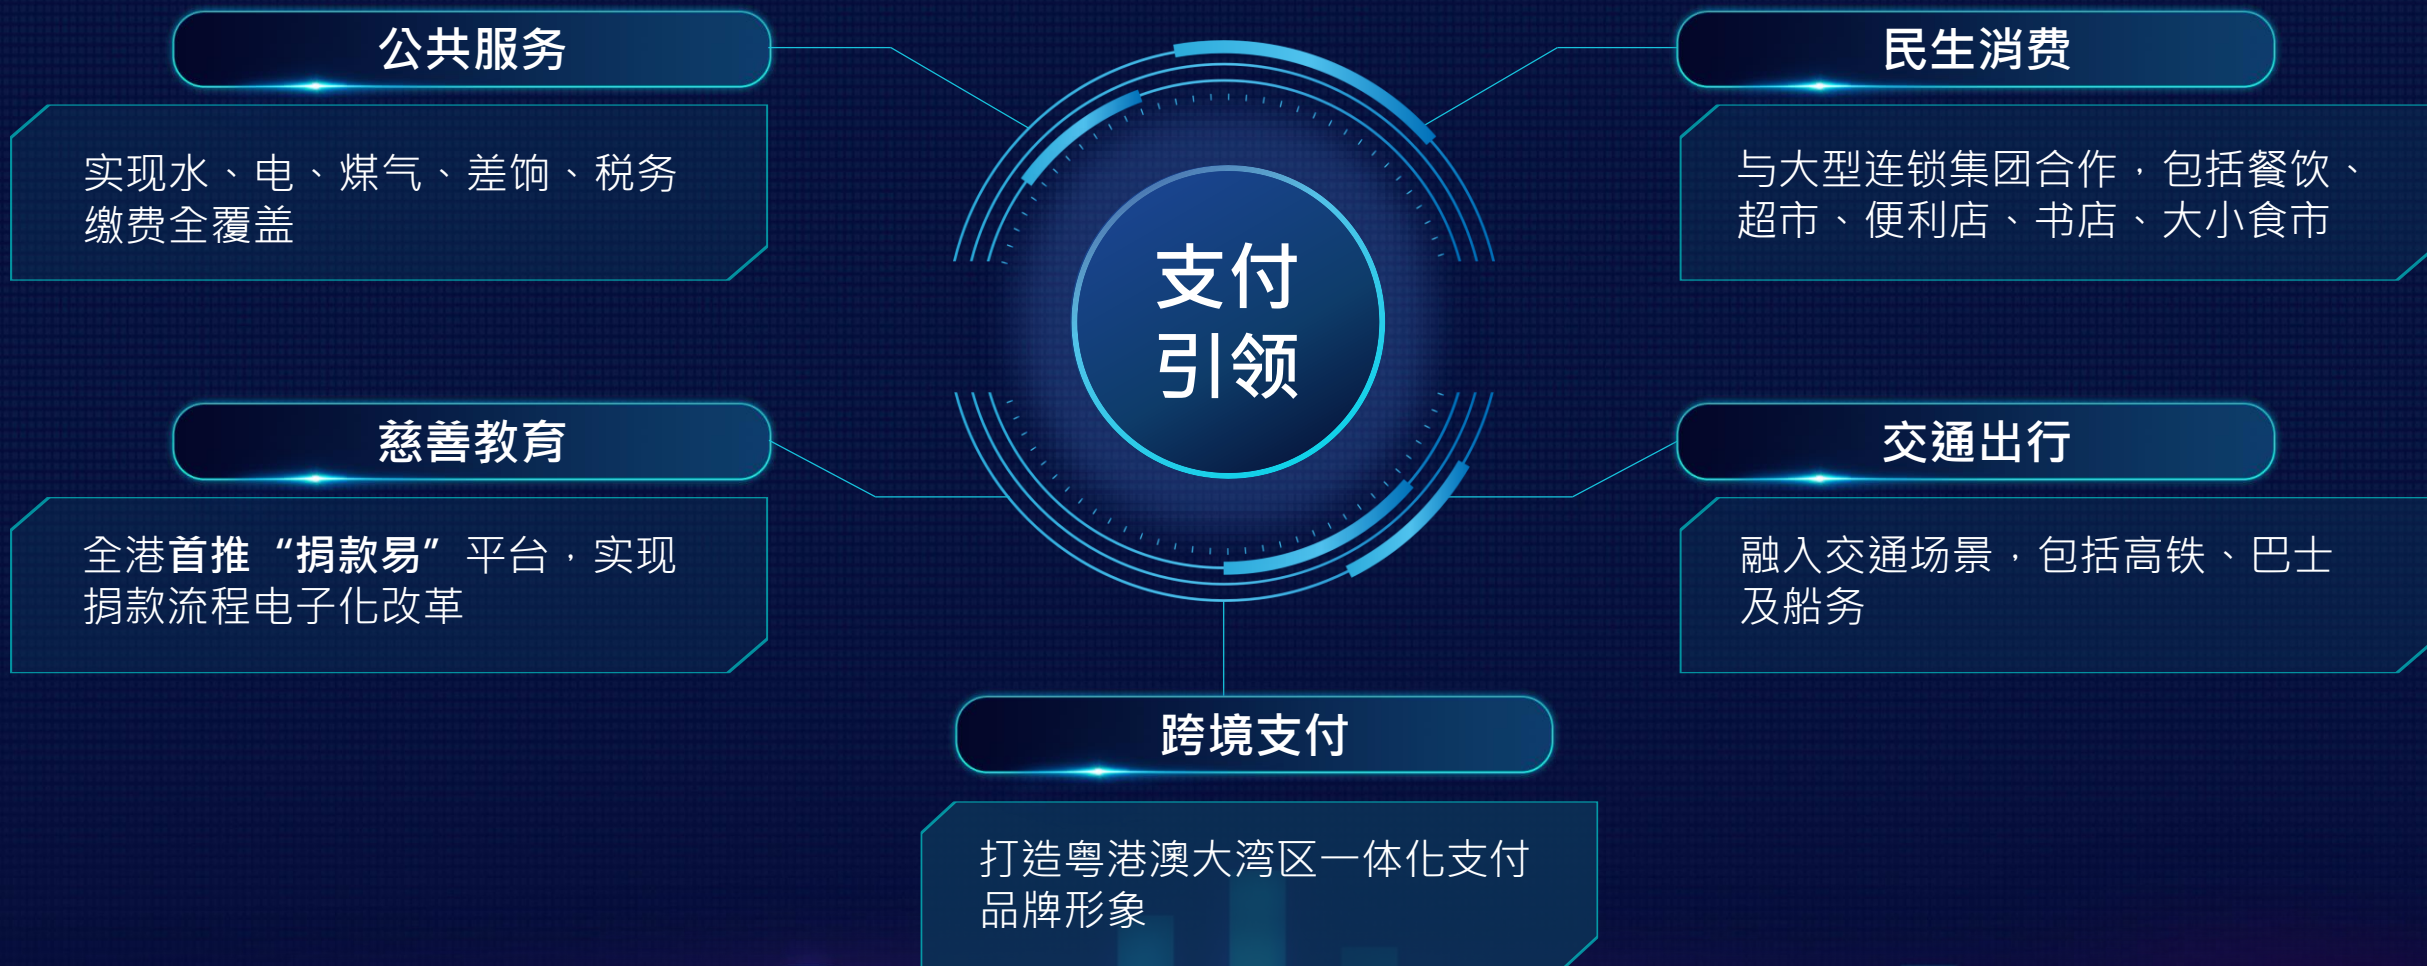 公共服务
实现水、电、煤气、差饷、税务
缴费全覆盖
民生消费
与大型连锁集团合作，包括餐饮、
超市、便利店、书店、大小食市
支付
引领
慈善教育
全港首推“捐款易”平台，实现
捐款流程电子化改革
交通出行
融入交通场景，包括高铁、巴士
及船务
跨境支付
打造粤港澳大湾区一体化支付
品牌形象